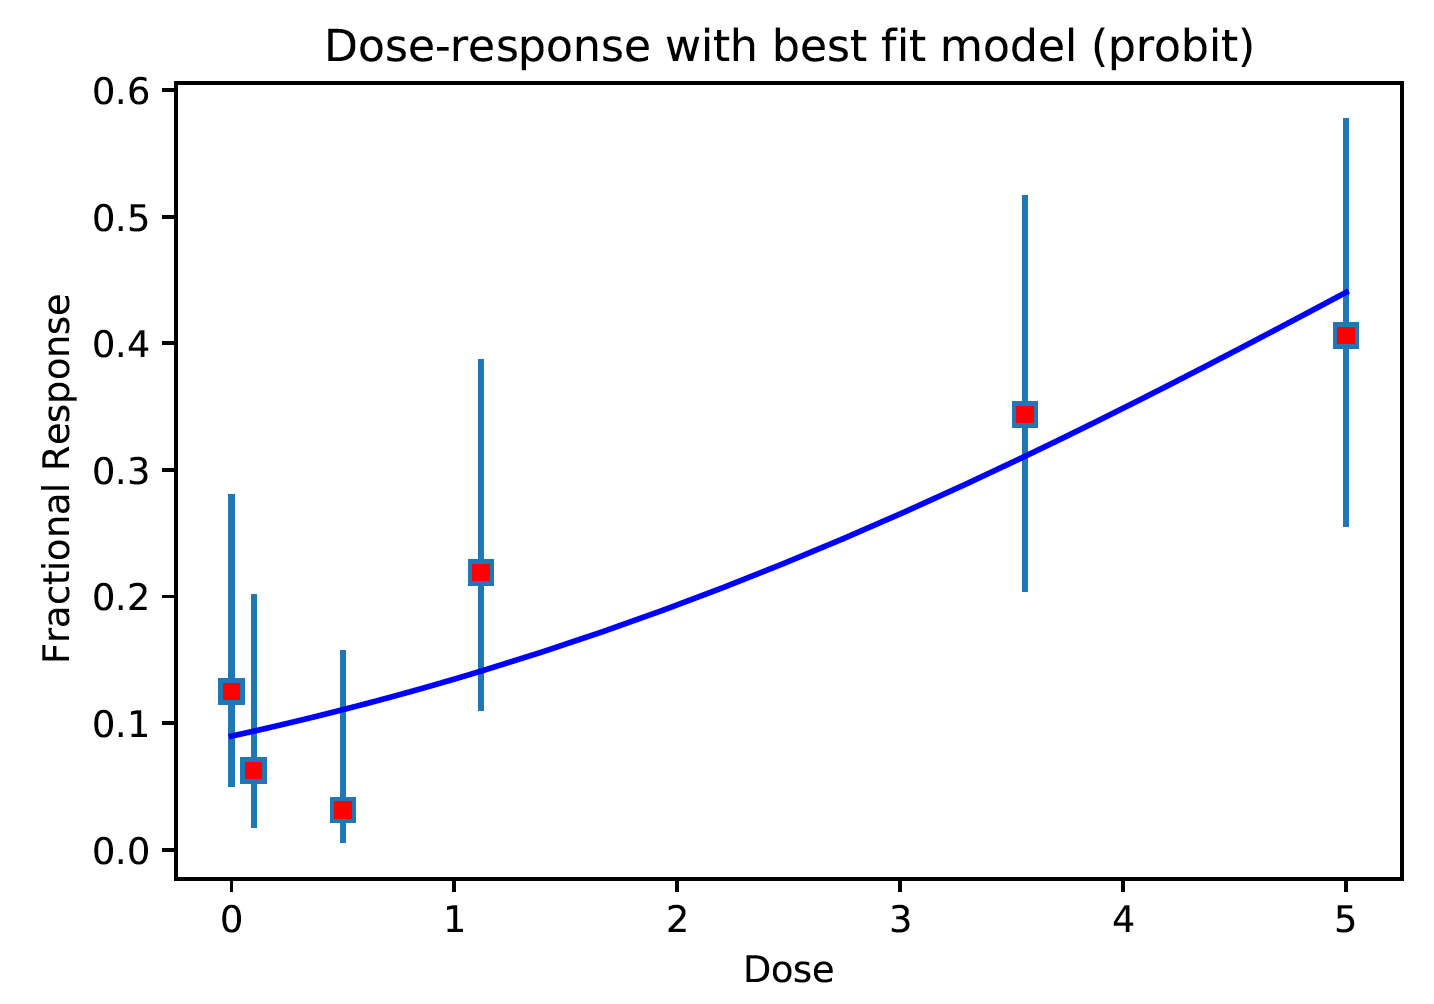 Dose-response with best fit model (probit)
0.6
0.5
0.4
0.3
0.2
0.1
0.0
Fractional Response
0 1 2 3 4 5
Dose